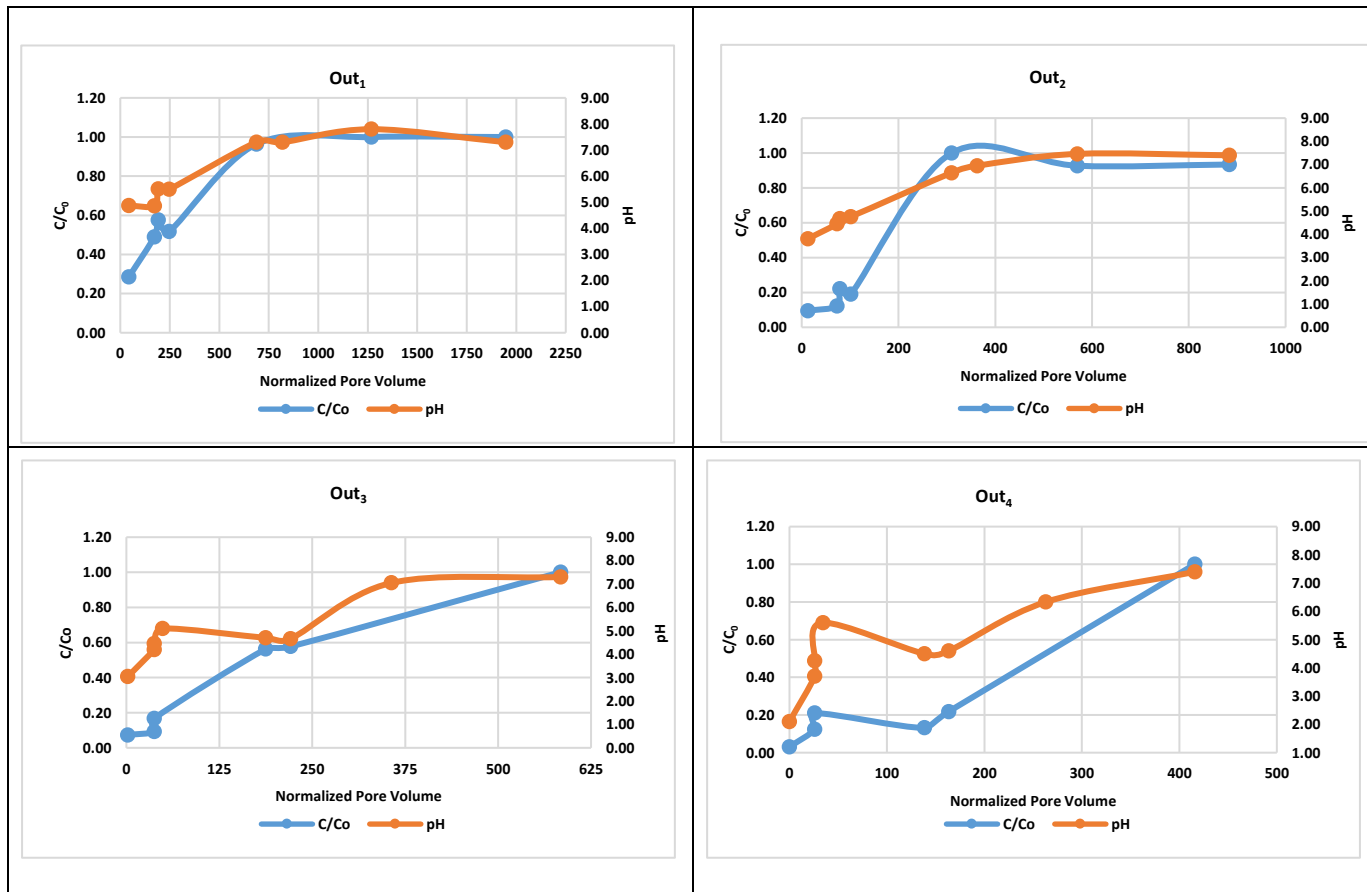 Out₁
1.20
1.00
0.80
0.60
0.40
0.20
0.00
C/C₀
9.00
8.00
7.00
6.00
5.00
4.00
3.00
2.00
1.00
0.00
pH
0 250 500 750 1000 1250 1500 1750 2000 2250
Normalized Pore Volume
C/Co pH
Out₂
1.20
1.00
0.80
0.60
0.40
0.20
0.00
C/C₀
9.00
8.00
7.00
6.00
5.00
4.00
3.00
2.00
1.00
0.00
pH
0 200 400 600 800 1000
Normalized Pore Volume
C/Co pH
Out₃
1.20
1.00
0.80
0.60
0.40
0.20
0.00
C/Co
9.00
8.00
7.00
6.00
5.00
4.00
3.00
2.00
1.00
0.00
pH
0 125 250 375 500 625
Normalized Pore Volume
C/Co pH
Out₄
1.20
1.00
0.80
0.60
0.40
0.20
0.00
C/C₀
9.00
8.00
7.00
6.00
5.00
4.00
3.00
2.00
1.00
pH
0 100 200 300 400 500
Normalized Pore Volume
C/Co pH